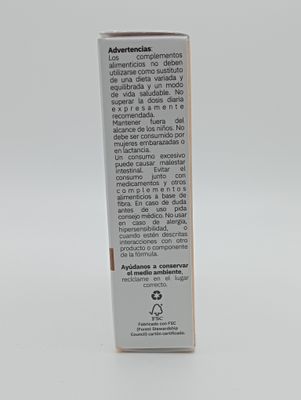 Advertencias:
Los complementos
alimenticios no deben
utilizarse como sustituto
de una dieta variada y
equilibrada y un modo
de vida saludable. No
superar la dosis diaria
expresamente
recomendada.
Mantener fuera del
alcance de los niños. No
debe ser consumido por
mujeres embarazadas o
en lactancia.
Un consumo excesivo
puede causar malestar
intestinal. Evitar el
consumo junto con
medicamentos y otros
complementos
alimenticios a base de
fibra. En caso de duda
antes de uso pida
consejo médico. No usar
en caso de alergia,
hipersensibilidad, o
cuando estén descritas
interacciones con otro
producto o componente
de la fórmula.
Ayúdanos a conservar
el medio ambiente,
recíclame en el lugar
correcto.
FSC
Fabricado con FSC
(Forest Stewardship
Council) cartón certificado.